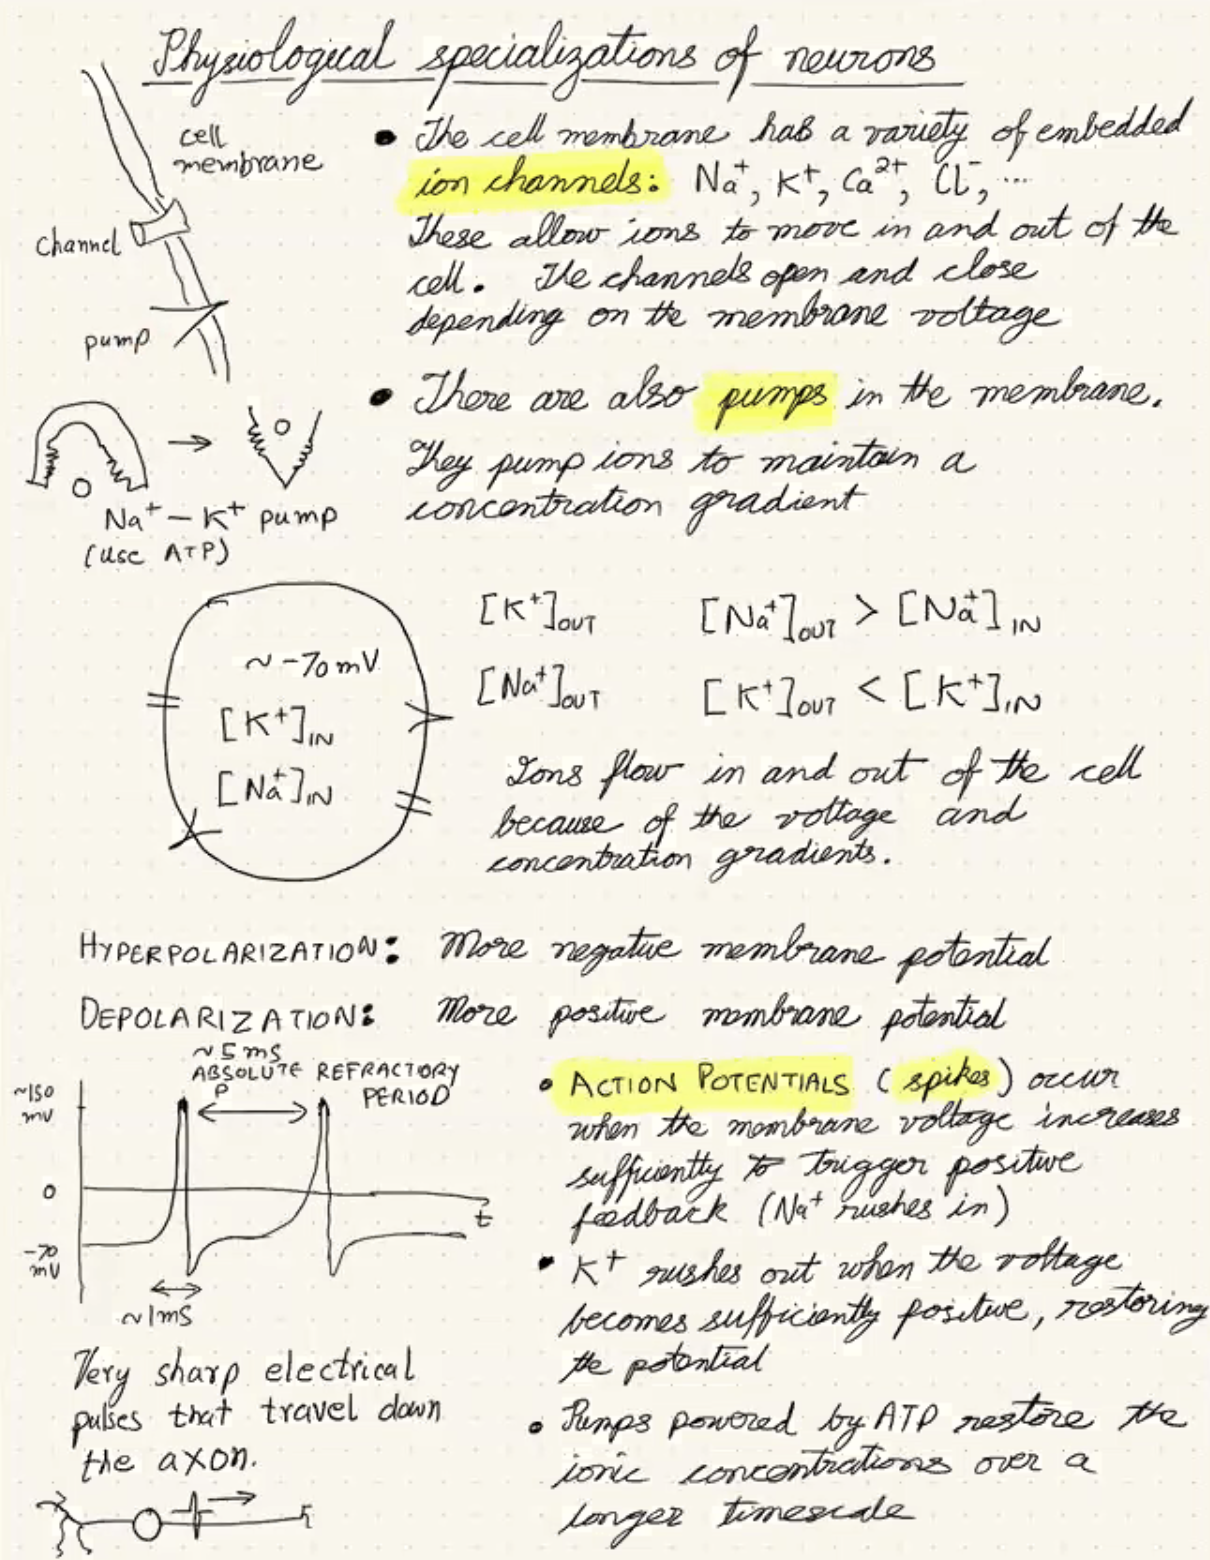 Physiological specializations of neurons
cell
membrane
channel
pump
• The cell membrane has a variety of embedded
ion channels: Na⁺, K⁺, Ca²⁺, Cl⁻, ...
These allow ions to move in and out of the
cell. The channels open and close
depending on the membrane voltage
• There are also pumps in the membrane.
They pump ions to maintain a
concentration gradient
Na⁺ – K⁺ pump
(use ATP)
~ -70 mV
[K⁺]IN
[Na⁺]IN
[K⁺]OUT
[Na⁺]OUT
[Na⁺]OUT > [Na⁺]IN
[K⁺]OUT < [K⁺]IN
Ions flow in and out of the cell
because of the voltage and
concentration gradients.
HYPERPOLARIZATION: More negative membrane potential
DEPOLARIZATION: More positive membrane potential
~5 ms
ABSOLUTE REFRACTORY
PERIOD
~150
mV
0
-70
mV
t
~1ms
Very sharp electrical
pulses that travel down
the axon.
• ACTION POTENTIALS (spikes) occur
when the membrane voltage increases
sufficiently to trigger positive
feedback (Na⁺ rushes in)
• K⁺ rushes out when the voltage
becomes sufficiently positive, restoring
the potential
• Pumps powered by ATP restore the
ionic concentrations over a
longer timescale